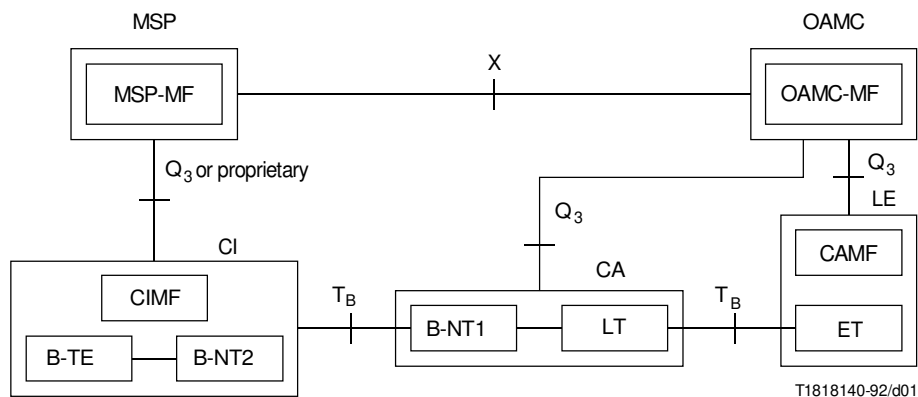 MSP OAMC
X
MSP-MF OAMC-MF
Q3 or proprietary Q3
LE
Q3
CI CAMF
CA
CIMF TB TB
B-NT1 LT ET
B-TE B-NT2
T1818140-92/d01